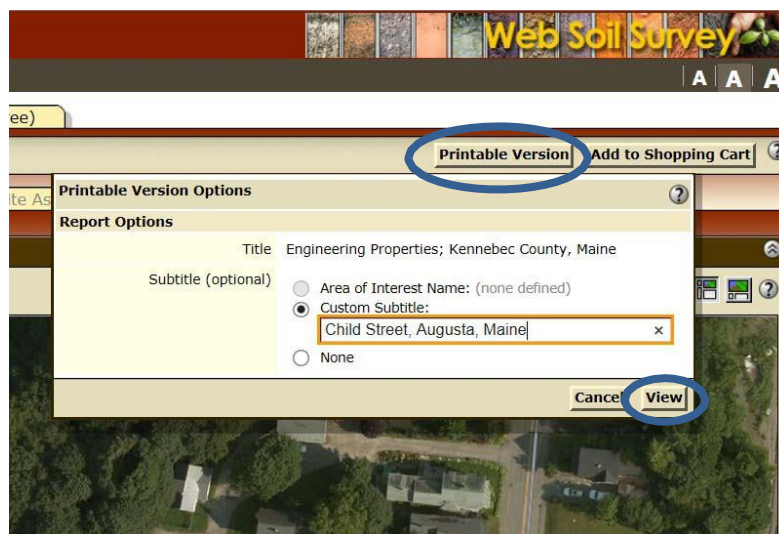 Web Soil Survey
A A A
ee)
Printable Version Add to Shopping Cart ?
ite As
Printable Version Options ?
Report Options
Title Engineering Properties; Kennebec County, Maine
Subtitle (optional)
Area of Interest Name: (none defined)
Custom Subtitle:
Child Street, Augusta, Maine ×
None
?
Cancel View